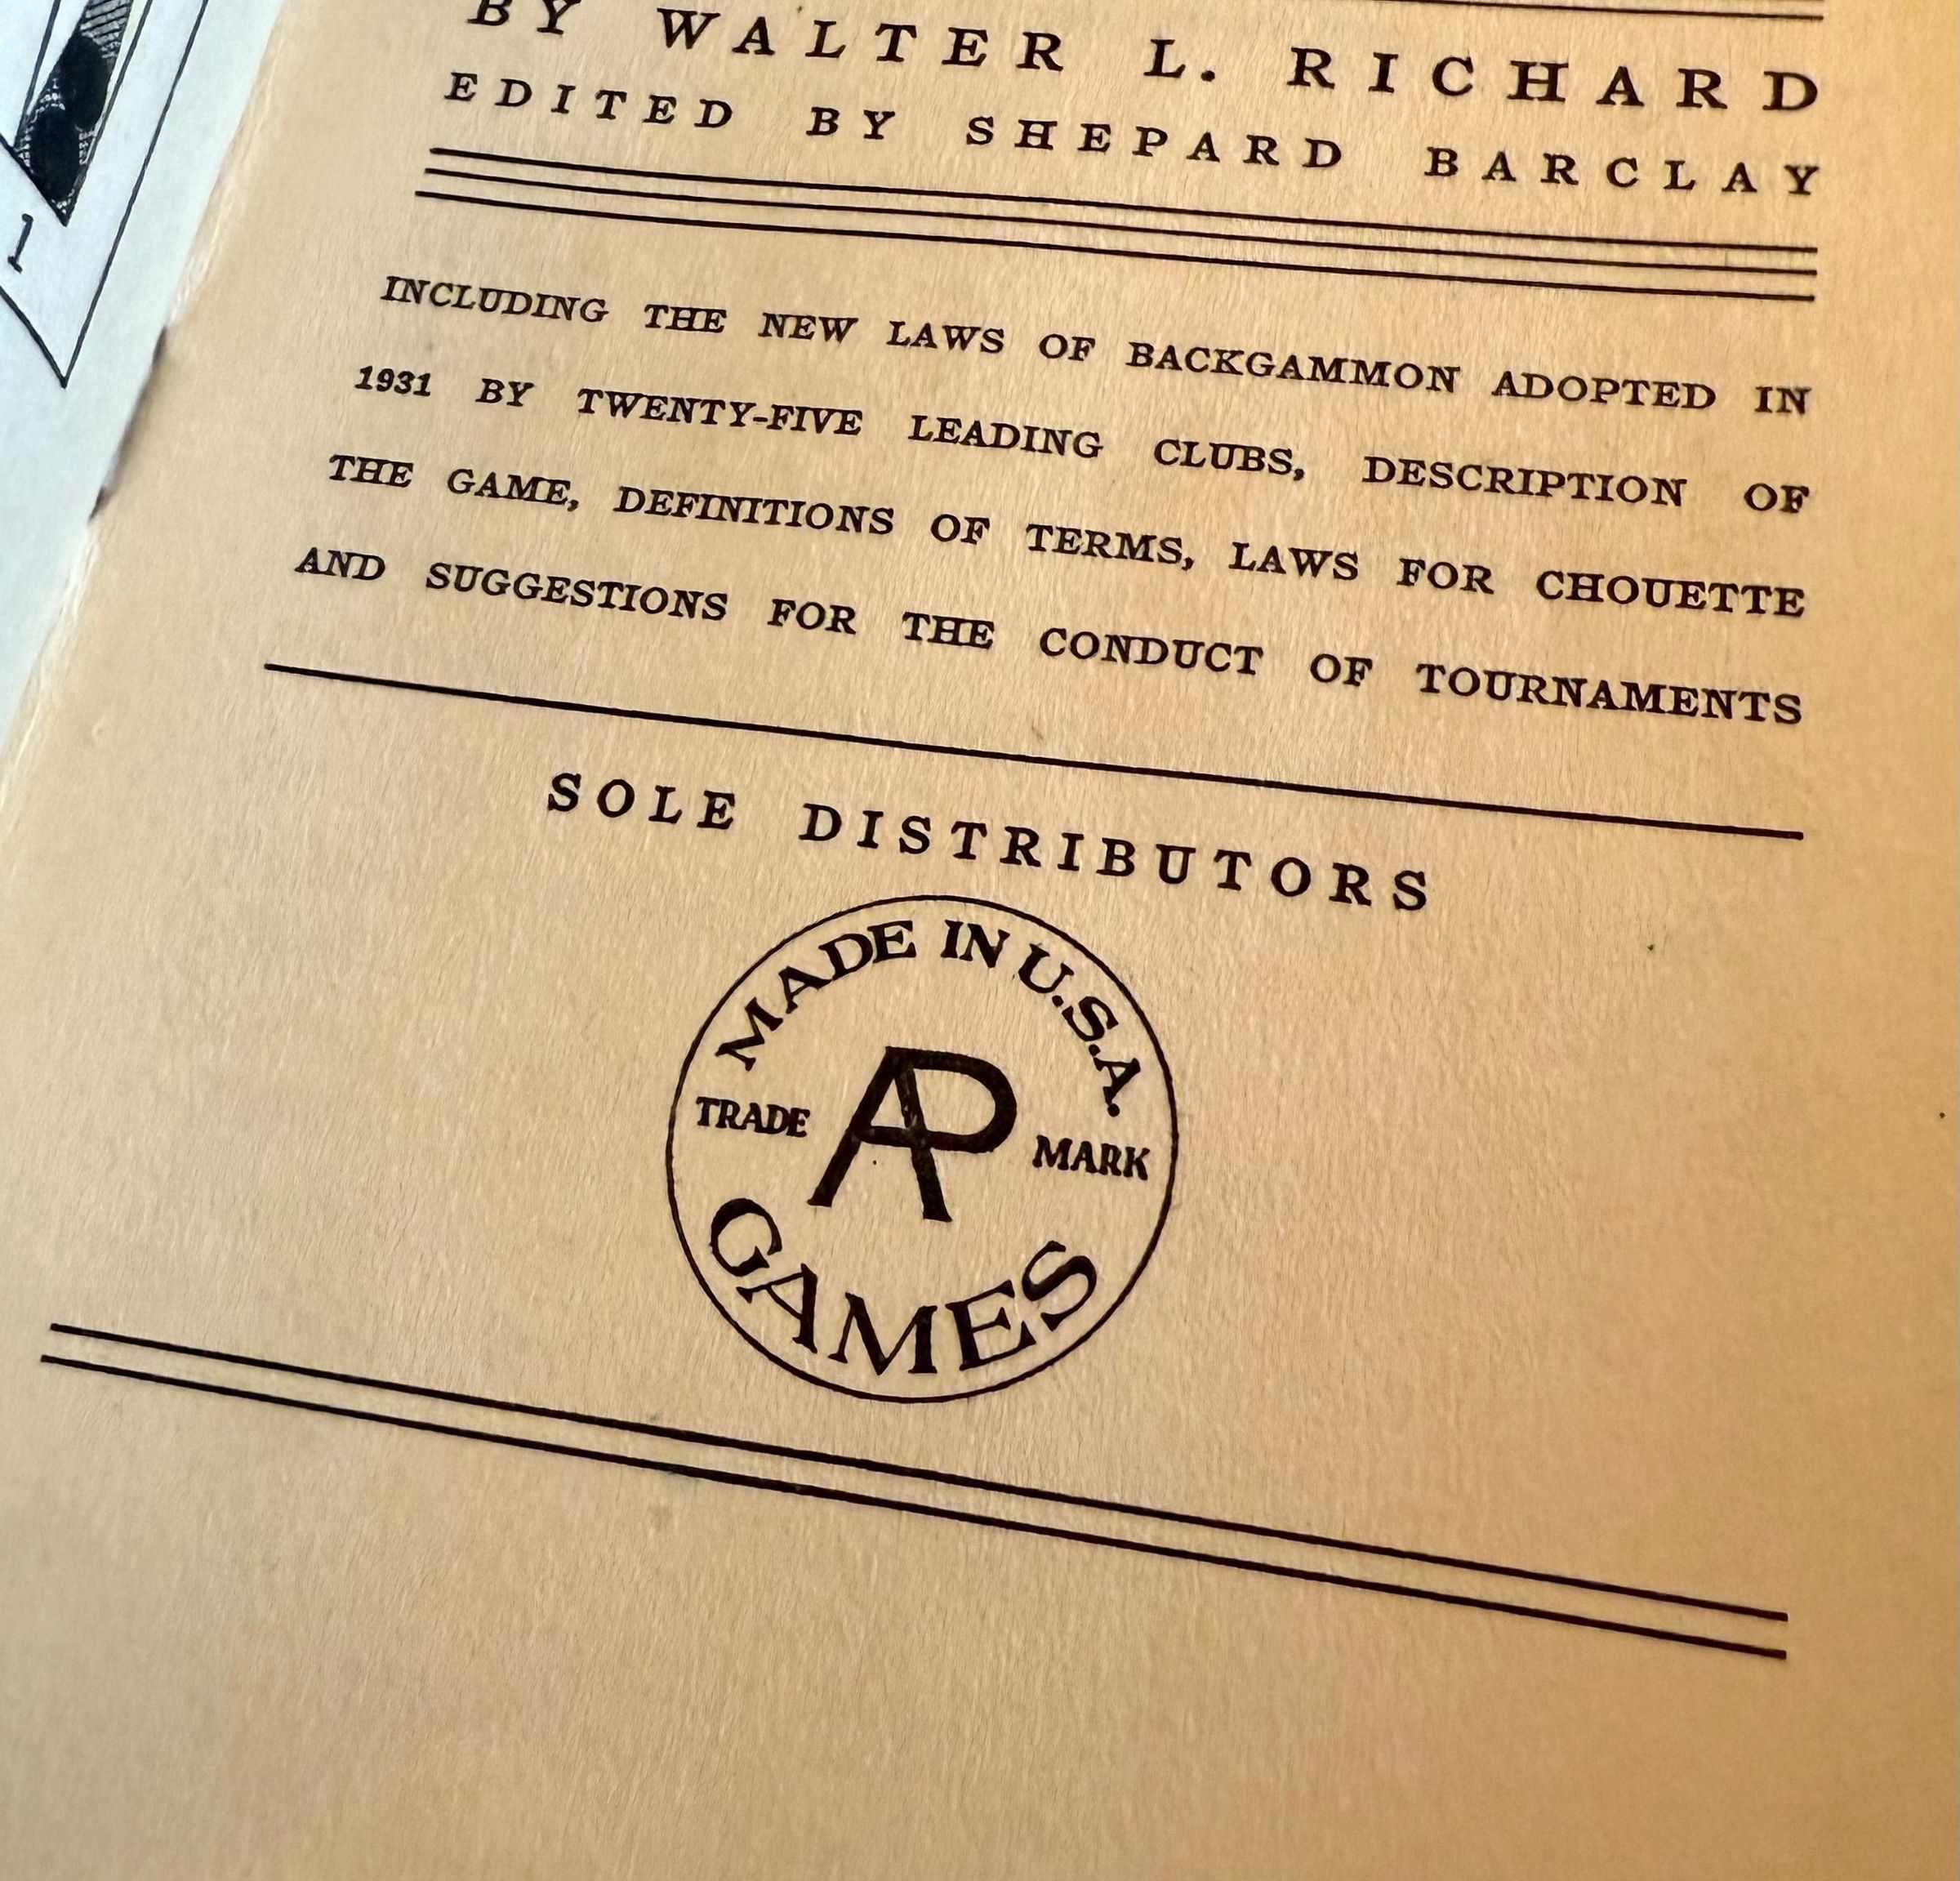 BY WALTER L. RICHARD
EDITED BY SHEPARD BARCLAY
INCLUDING THE NEW LAWS OF BACKGAMMON ADOPTED IN
1931 BY TWENTY-FIVE LEADING CLUBS, DESCRIPTION OF
THE GAME, DEFINITIONS OF TERMS, LAWS FOR CHOUETTE
AND SUGGESTIONS FOR THE CONDUCT OF TOURNAMENTS
SOLE DISTRIBUTORS
MADE IN U.S.A.
TRADE AP MARK
GAMES
1